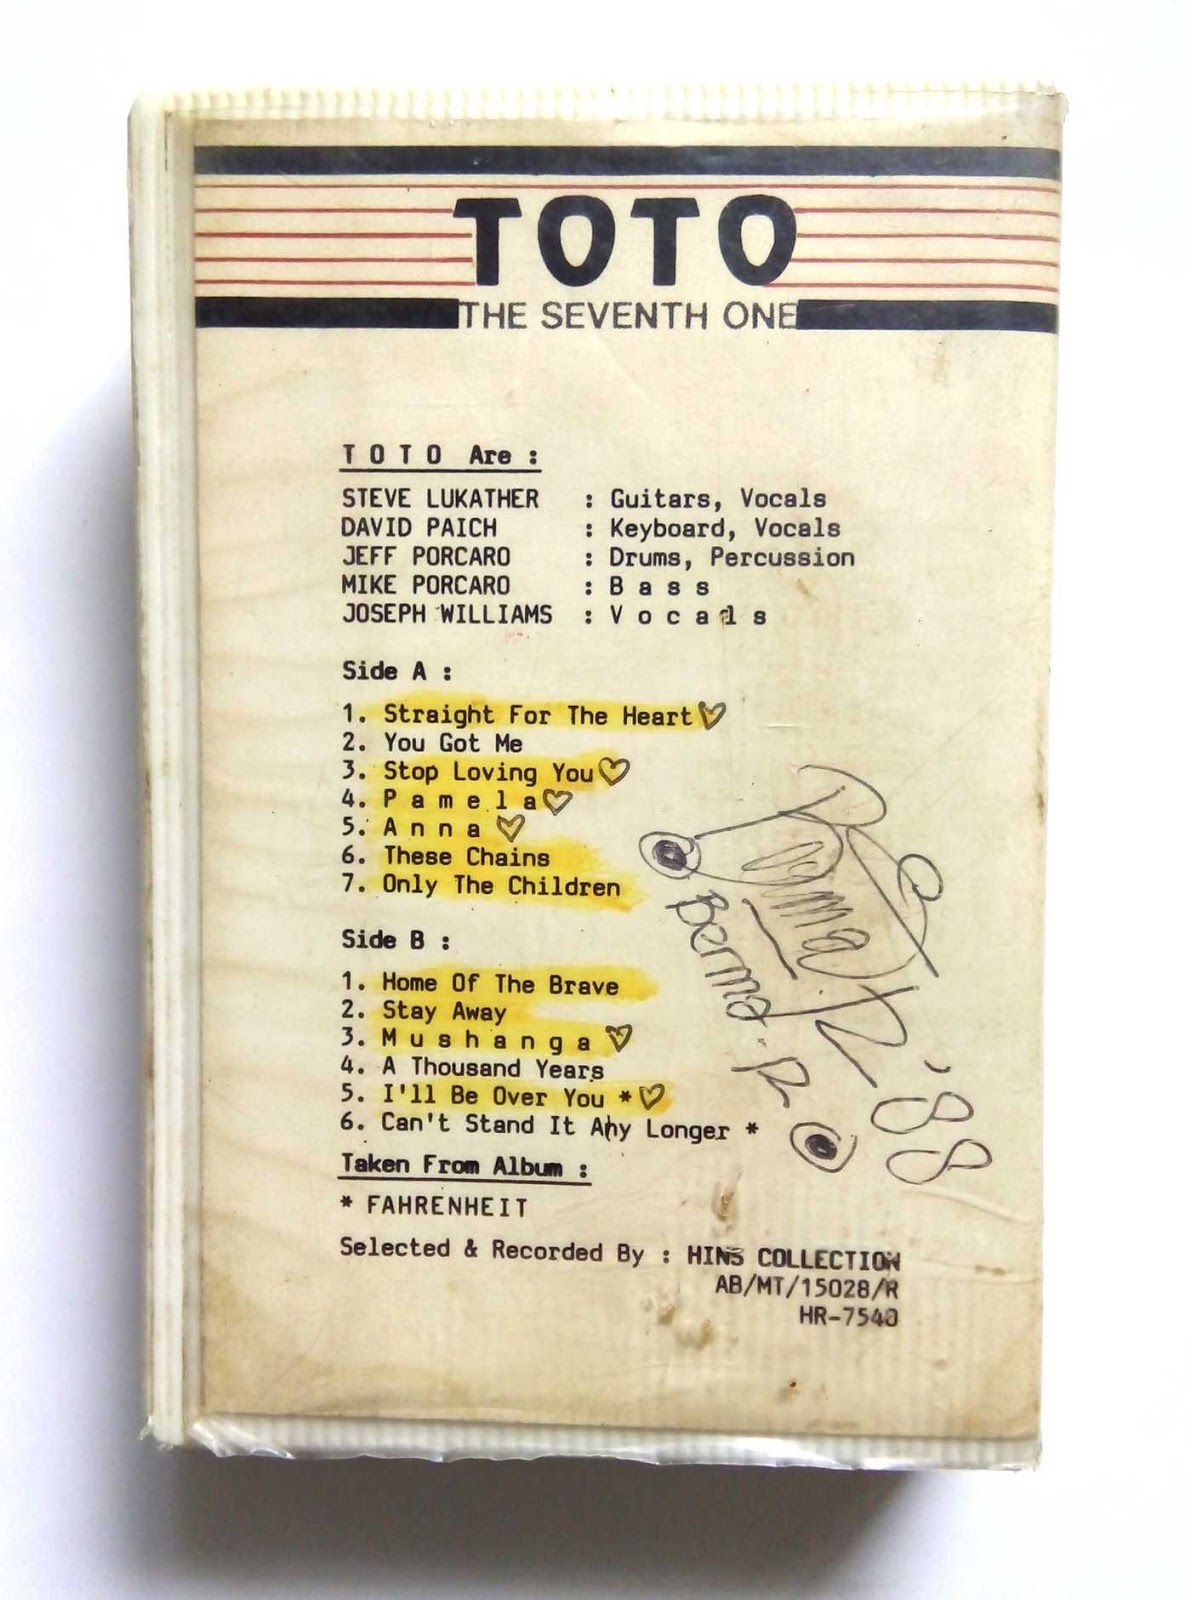 TOTO
THE SEVENTH ONE
T O T O Are :
STEVE LUKATHER : Guitars, Vocals
DAVID PAICH : Keyboard, Vocals
JEFF PORCARO : Drums, Percussion
MIKE PORCARO : B a s s
JOSEPH WILLIAMS : V o c a l s
Side A :
1. Straight For The Heart
2. You Got Me
3. Stop Loving You
4. P a m e l a
5. A n n a
6. These Chains
7. Only The Children
Side B :
1. Home Of The Brave
2. Stay Away
3. M u s h a n g a
4. A Thousand Years
5. I'll Be Over You *
6. Can't Stand It Any Longer *
Taken From Album :
* FAHRENHEIT
Selected & Recorded By : HINS COLLECTION
AB/MT/15028/R
HR-7540
'88